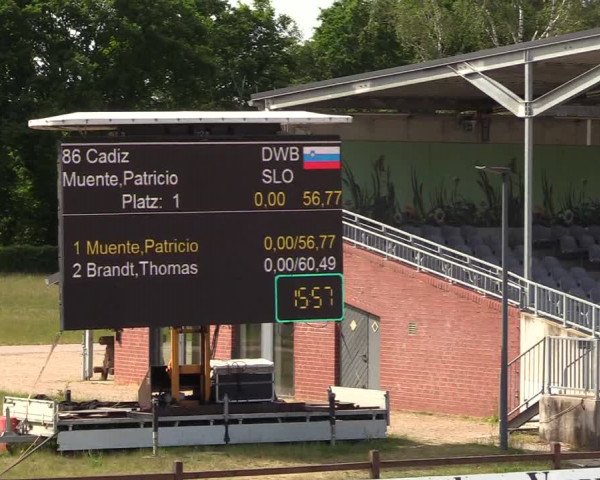 86 Cadiz DWB
Muente,Patricio SLO
Platz: 1 0,00 56,77
1 Muente,Patricio 0,00/56,77
2 Brandt,Thomas 0,00/60,49
15:57